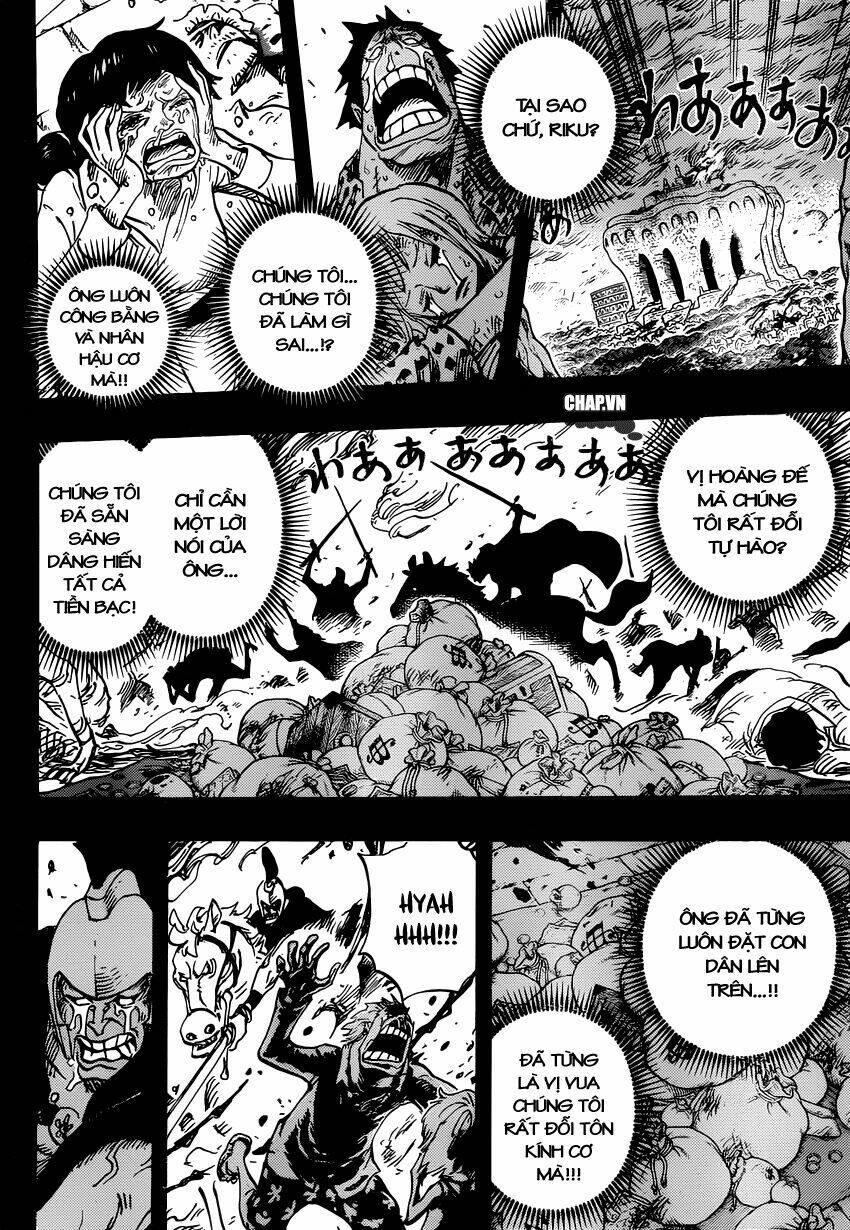 TẠI SAO
CHỨ, RIKU?
わあああああ
あ
CHÚNG TÔI...
CHÚNG TÔI
ĐÃ LÀM GÌ
SAI...!?
ÔNG LUÔN
CÔNG BẰNG
VÀ NHÂN
HẬU CƠ
MÀ!!
CHAP.VN
わあああああああ
VỊ HOÀNG ĐẾ
MÀ CHÚNG
TÔI RẤT ĐỖI
TỰ HÀO?
CHỈ CẦN
MỘT LỜI
NÓI CỦA
ÔNG...
CHÚNG TÔI
ĐÃ SẴN
SÀNG
DÂNG HIẾN
TẤT CẢ
TIỀN BẠC!
ÔNG ĐÃ TỪNG
LUÔN ĐẶT CON
DÂN LÊN
TRÊN...!!
ĐÃ TỪNG
LÀ VỊ VUA
CHÚNG TÔI
RẤT ĐỖI TÔN
KÍNH CƠ
MÀ!!!
HYAH
HHH!!!